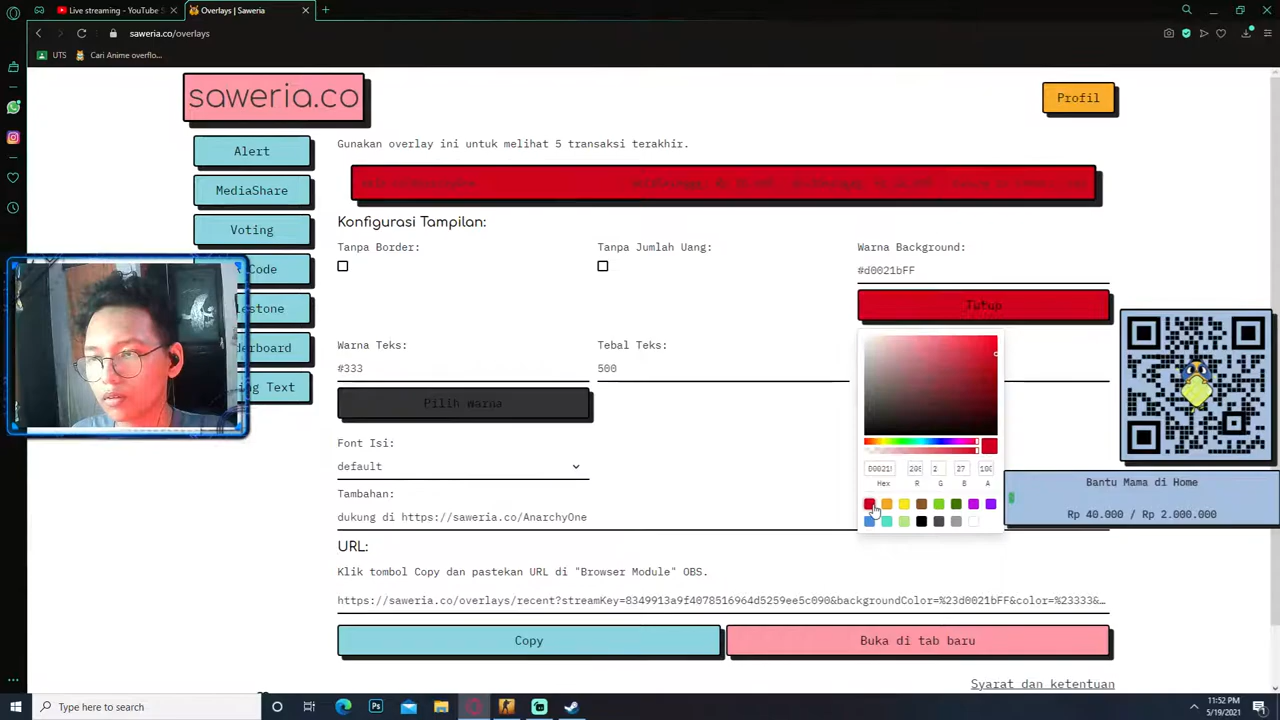 Live streaming - YouTube S
Overlays | Saweria
saweria.co/overlays
UTS
Cari Anime overflo...
saweria.co
Profil
Alert
MediaShare
Voting
Code
estone
derboard
ng Text
Gunakan overlay ini untuk melihat 5 transaksi terakhir.
Konfigurasi Tampilan:
Tanpa Border:
Tanpa Jumlah Uang:
Warna Background:
#d0021bFF
Tutup
Warna Teks:
#333
Tebal Teks:
500
Pilih warna
Font Isi:
default
Tambahan:
dukung di https://saweria.co/AnarchyOne
Hex
R
G
B
A
2
27
Bantu Mama di Home
Rp 40.000 / Rp 2.000.000
URL:
Klik tombol Copy dan pastekan URL di "Browser Module" OBS.
https://saweria.co/overlays/recent?streamKey=8349913a9f4078516964d5259ee5c090&backgroundColor=%23d0021bFF&color=%23333&...
Copy
Buka di tab baru
Syarat dan ketentuan
Type here to search
11:52 PM
5/19/2021